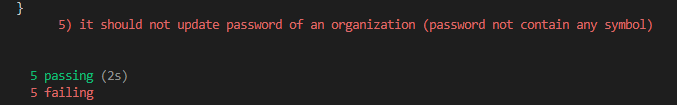 }
5) it should not update password of an organization (password not contain any symbol)
5 passing (2s)
5 failing